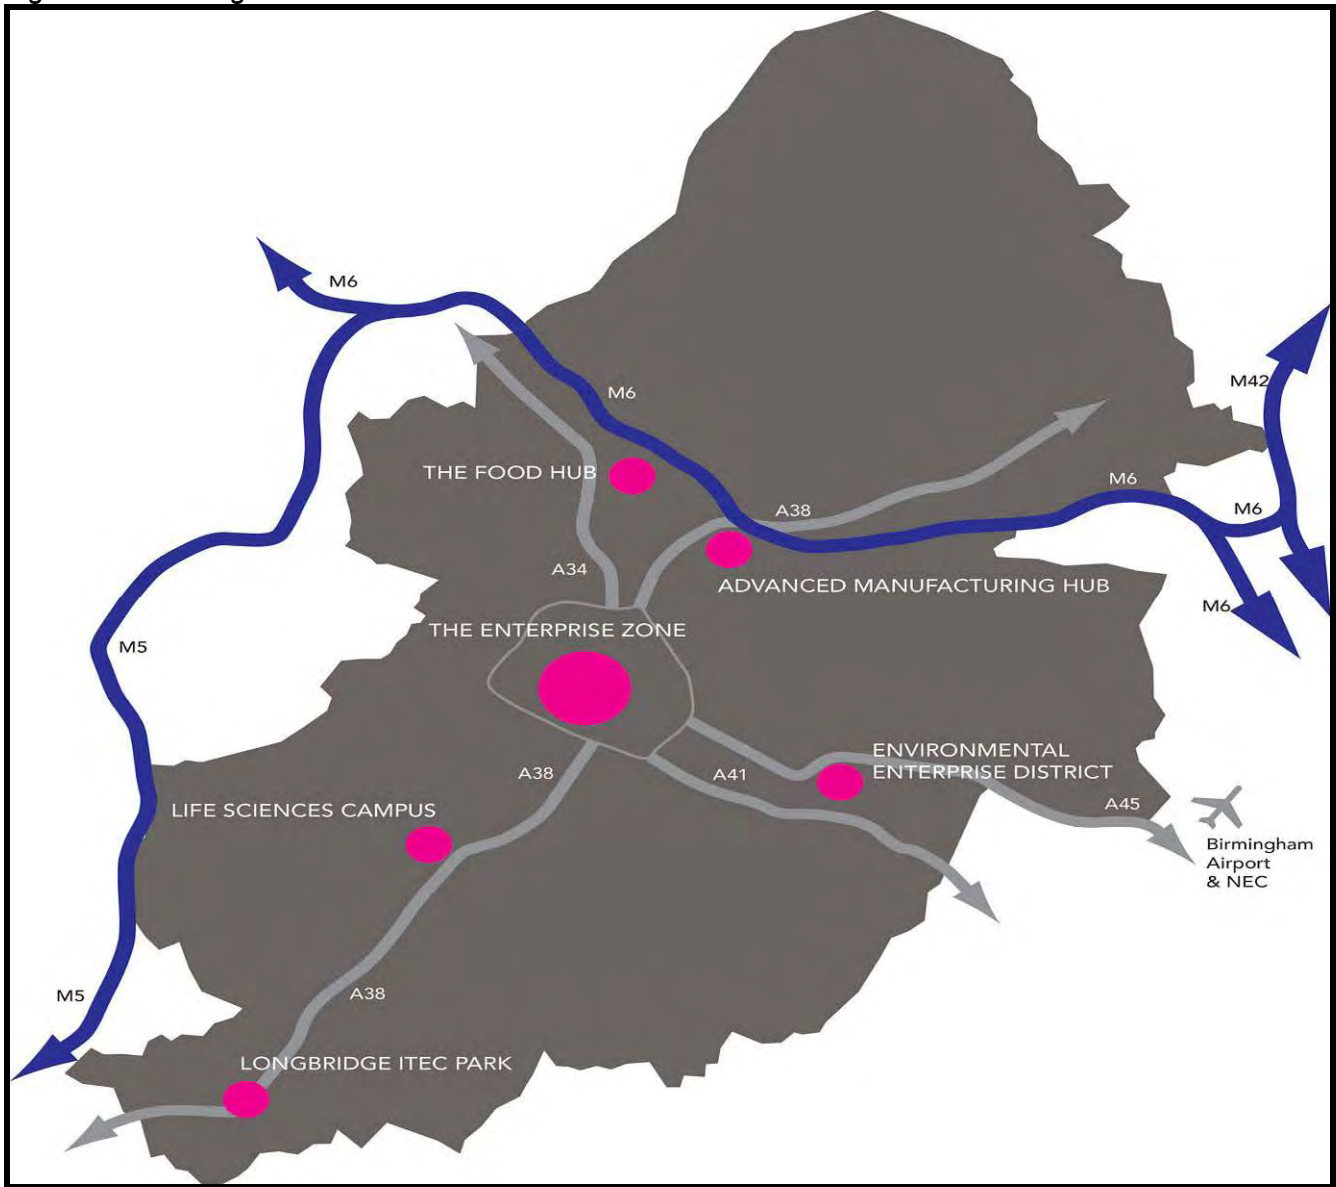 M6
M6
M42
THE FOOD HUB
M6
M6
A38
A34
ADVANCED MANUFACTURING HUB
M6
THE ENTERPRISE ZONE
M5
ENVIRONMENTAL
ENTERPRISE DISTRICT
A38
A41
A45
LIFE SCIENCES CAMPUS
Birmingham
Airport
& NEC
M5
A38
LONGBRIDGE ITEC PARK